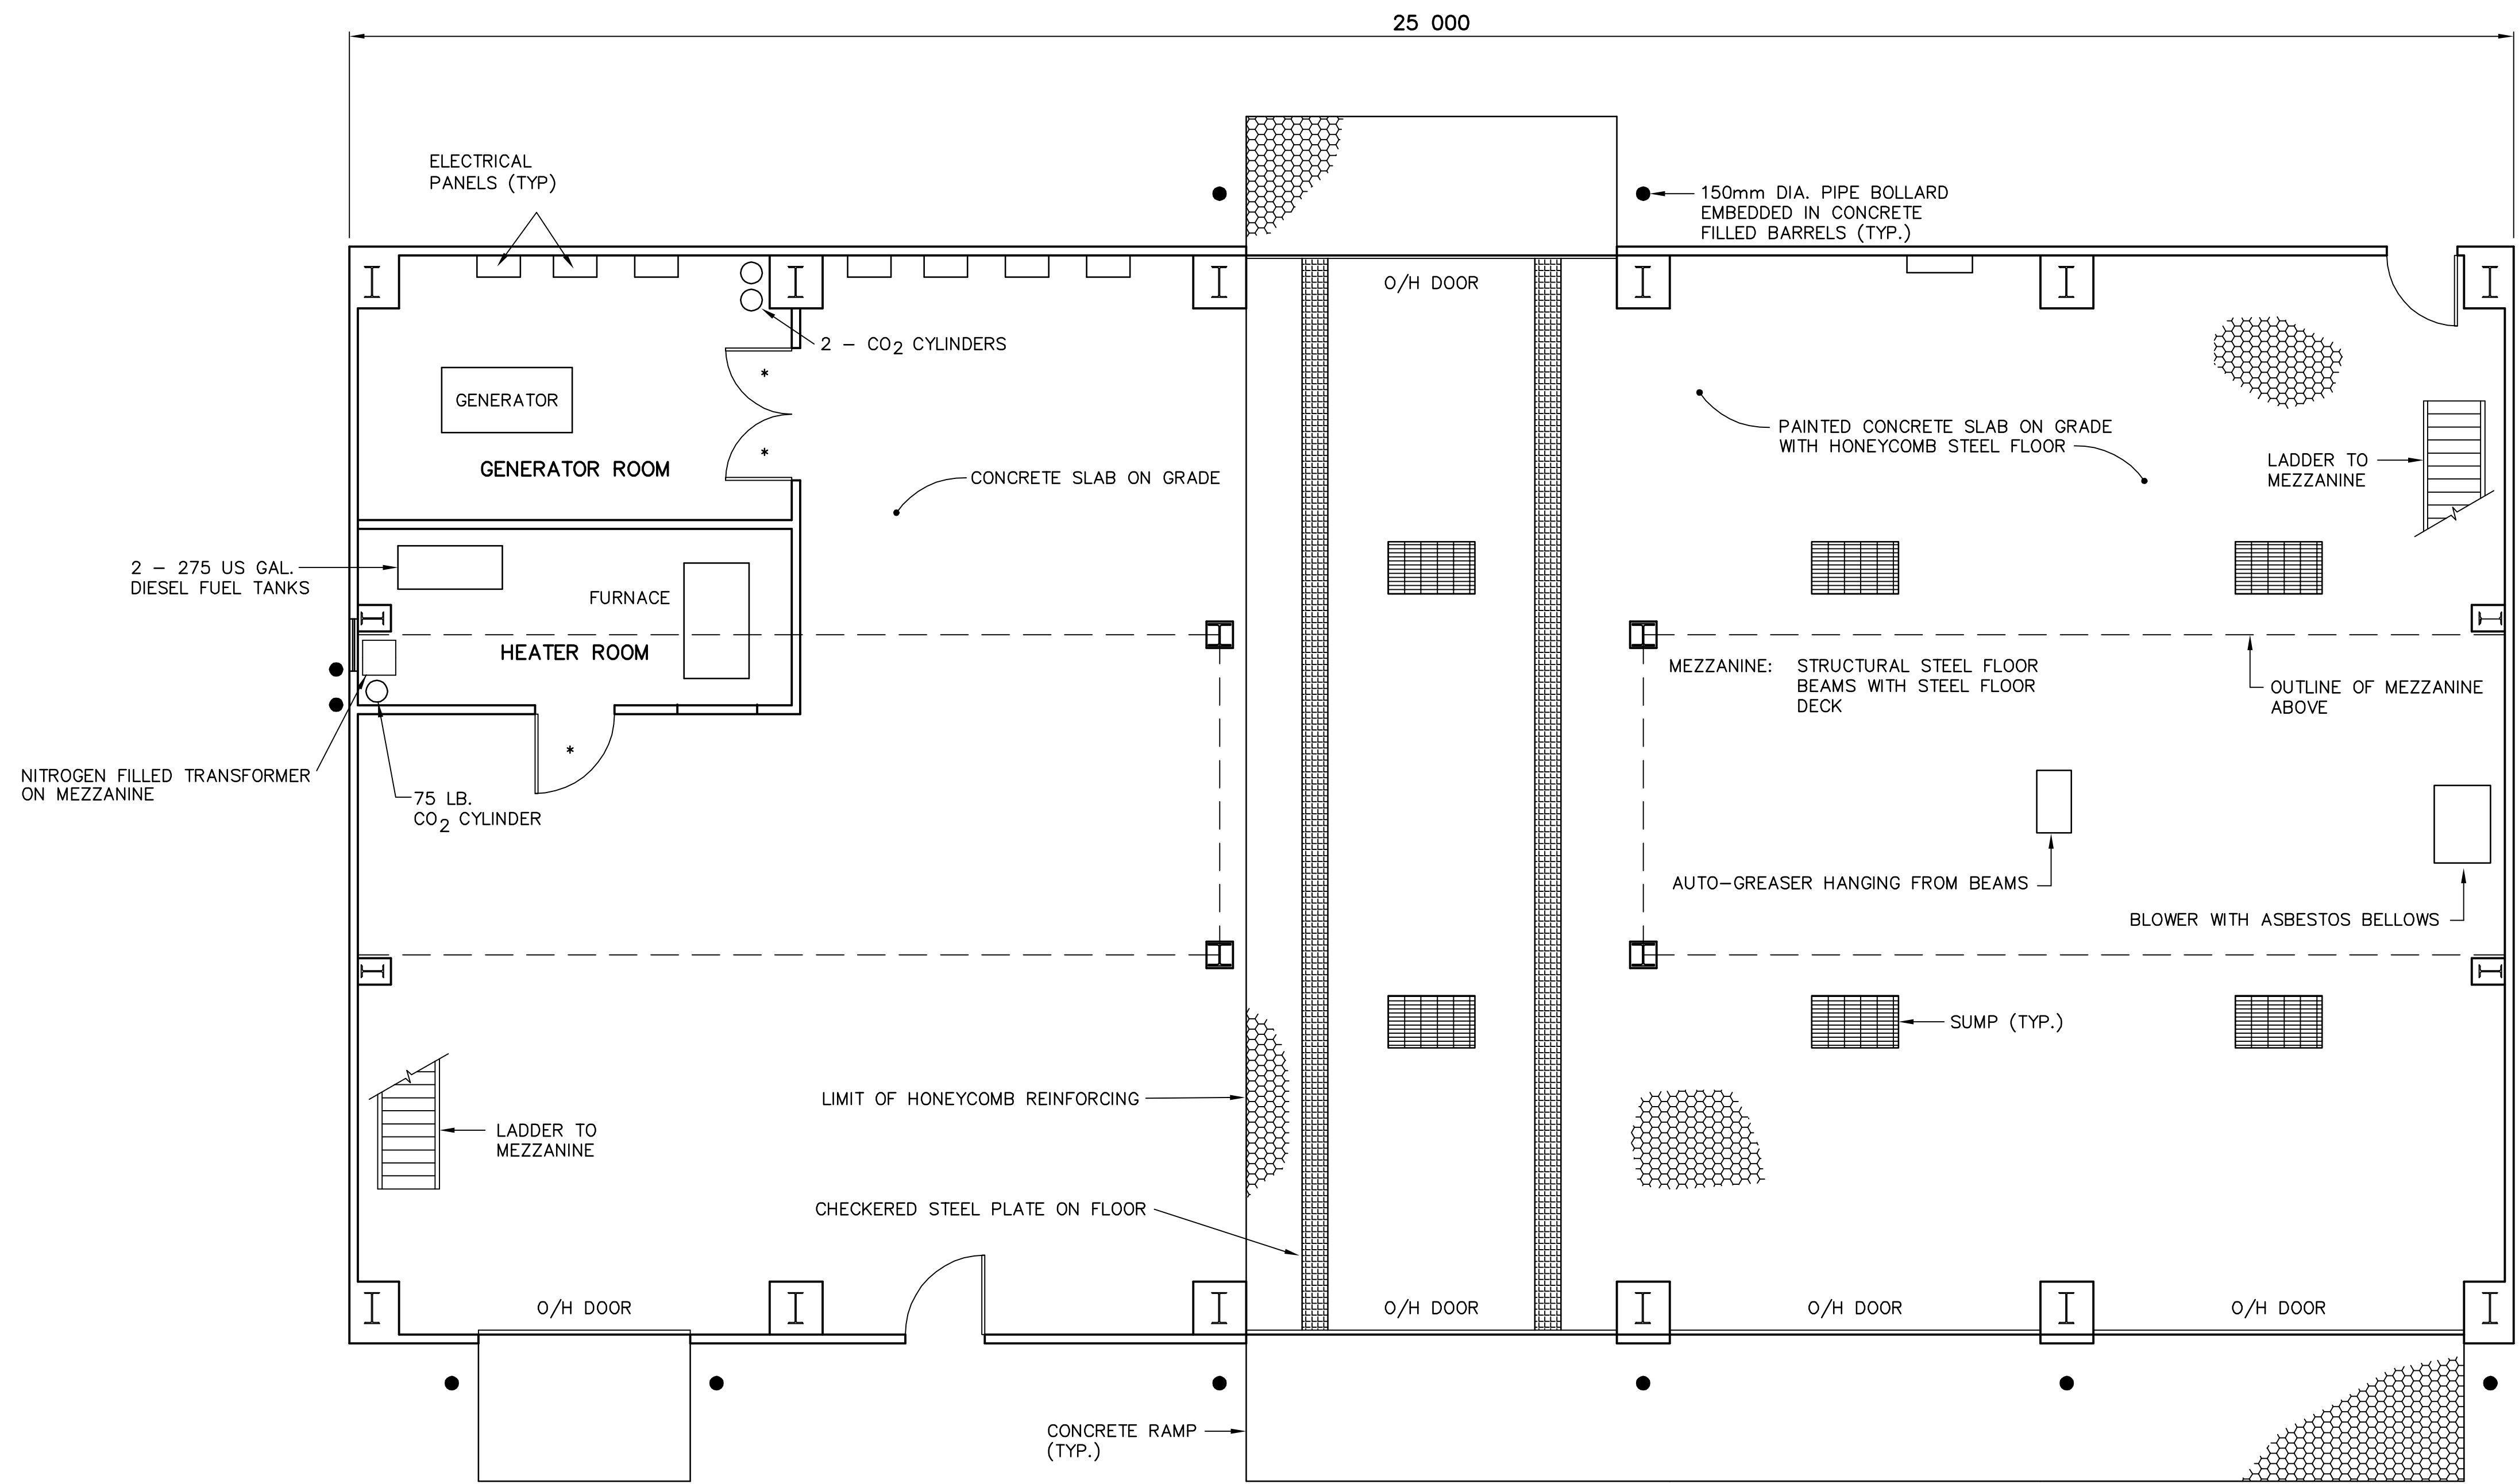 25 000
ELECTRICAL
PANELS (TYP)
150mm DIA. PIPE BOLLARD
EMBEDDED IN CONCRETE
FILLED BARRELS (TYP.)
O/H DOOR
2 - CO2 CYLINDERS
*
GENERATOR
*
GENERATOR ROOM
CONCRETE SLAB ON GRADE
PAINTED CONCRETE SLAB ON GRADE
WITH HONEYCOMB STEEL FLOOR
LADDER TO
MEZZANINE
2 - 275 US GAL.
DIESEL FUEL TANKS
FURNACE
HEATER ROOM
MEZZANINE: STRUCTURAL STEEL FLOOR
BEAMS WITH STEEL FLOOR
DECK
OUTLINE OF MEZZANINE
ABOVE
*
NITROGEN FILLED TRANSFORMER
ON MEZZANINE
75 LB.
CO2 CYLINDER
AUTO-GREASER HANGING FROM BEAMS
BLOWER WITH ASBESTOS BELLOWS
SUMP (TYP.)
LIMIT OF HONEYCOMB REINFORCING
LADDER TO
MEZZANINE
CHECKERED STEEL PLATE ON FLOOR
O/H DOOR
O/H DOOR
O/H DOOR
O/H DOOR
CONCRETE RAMP
(TYP.)